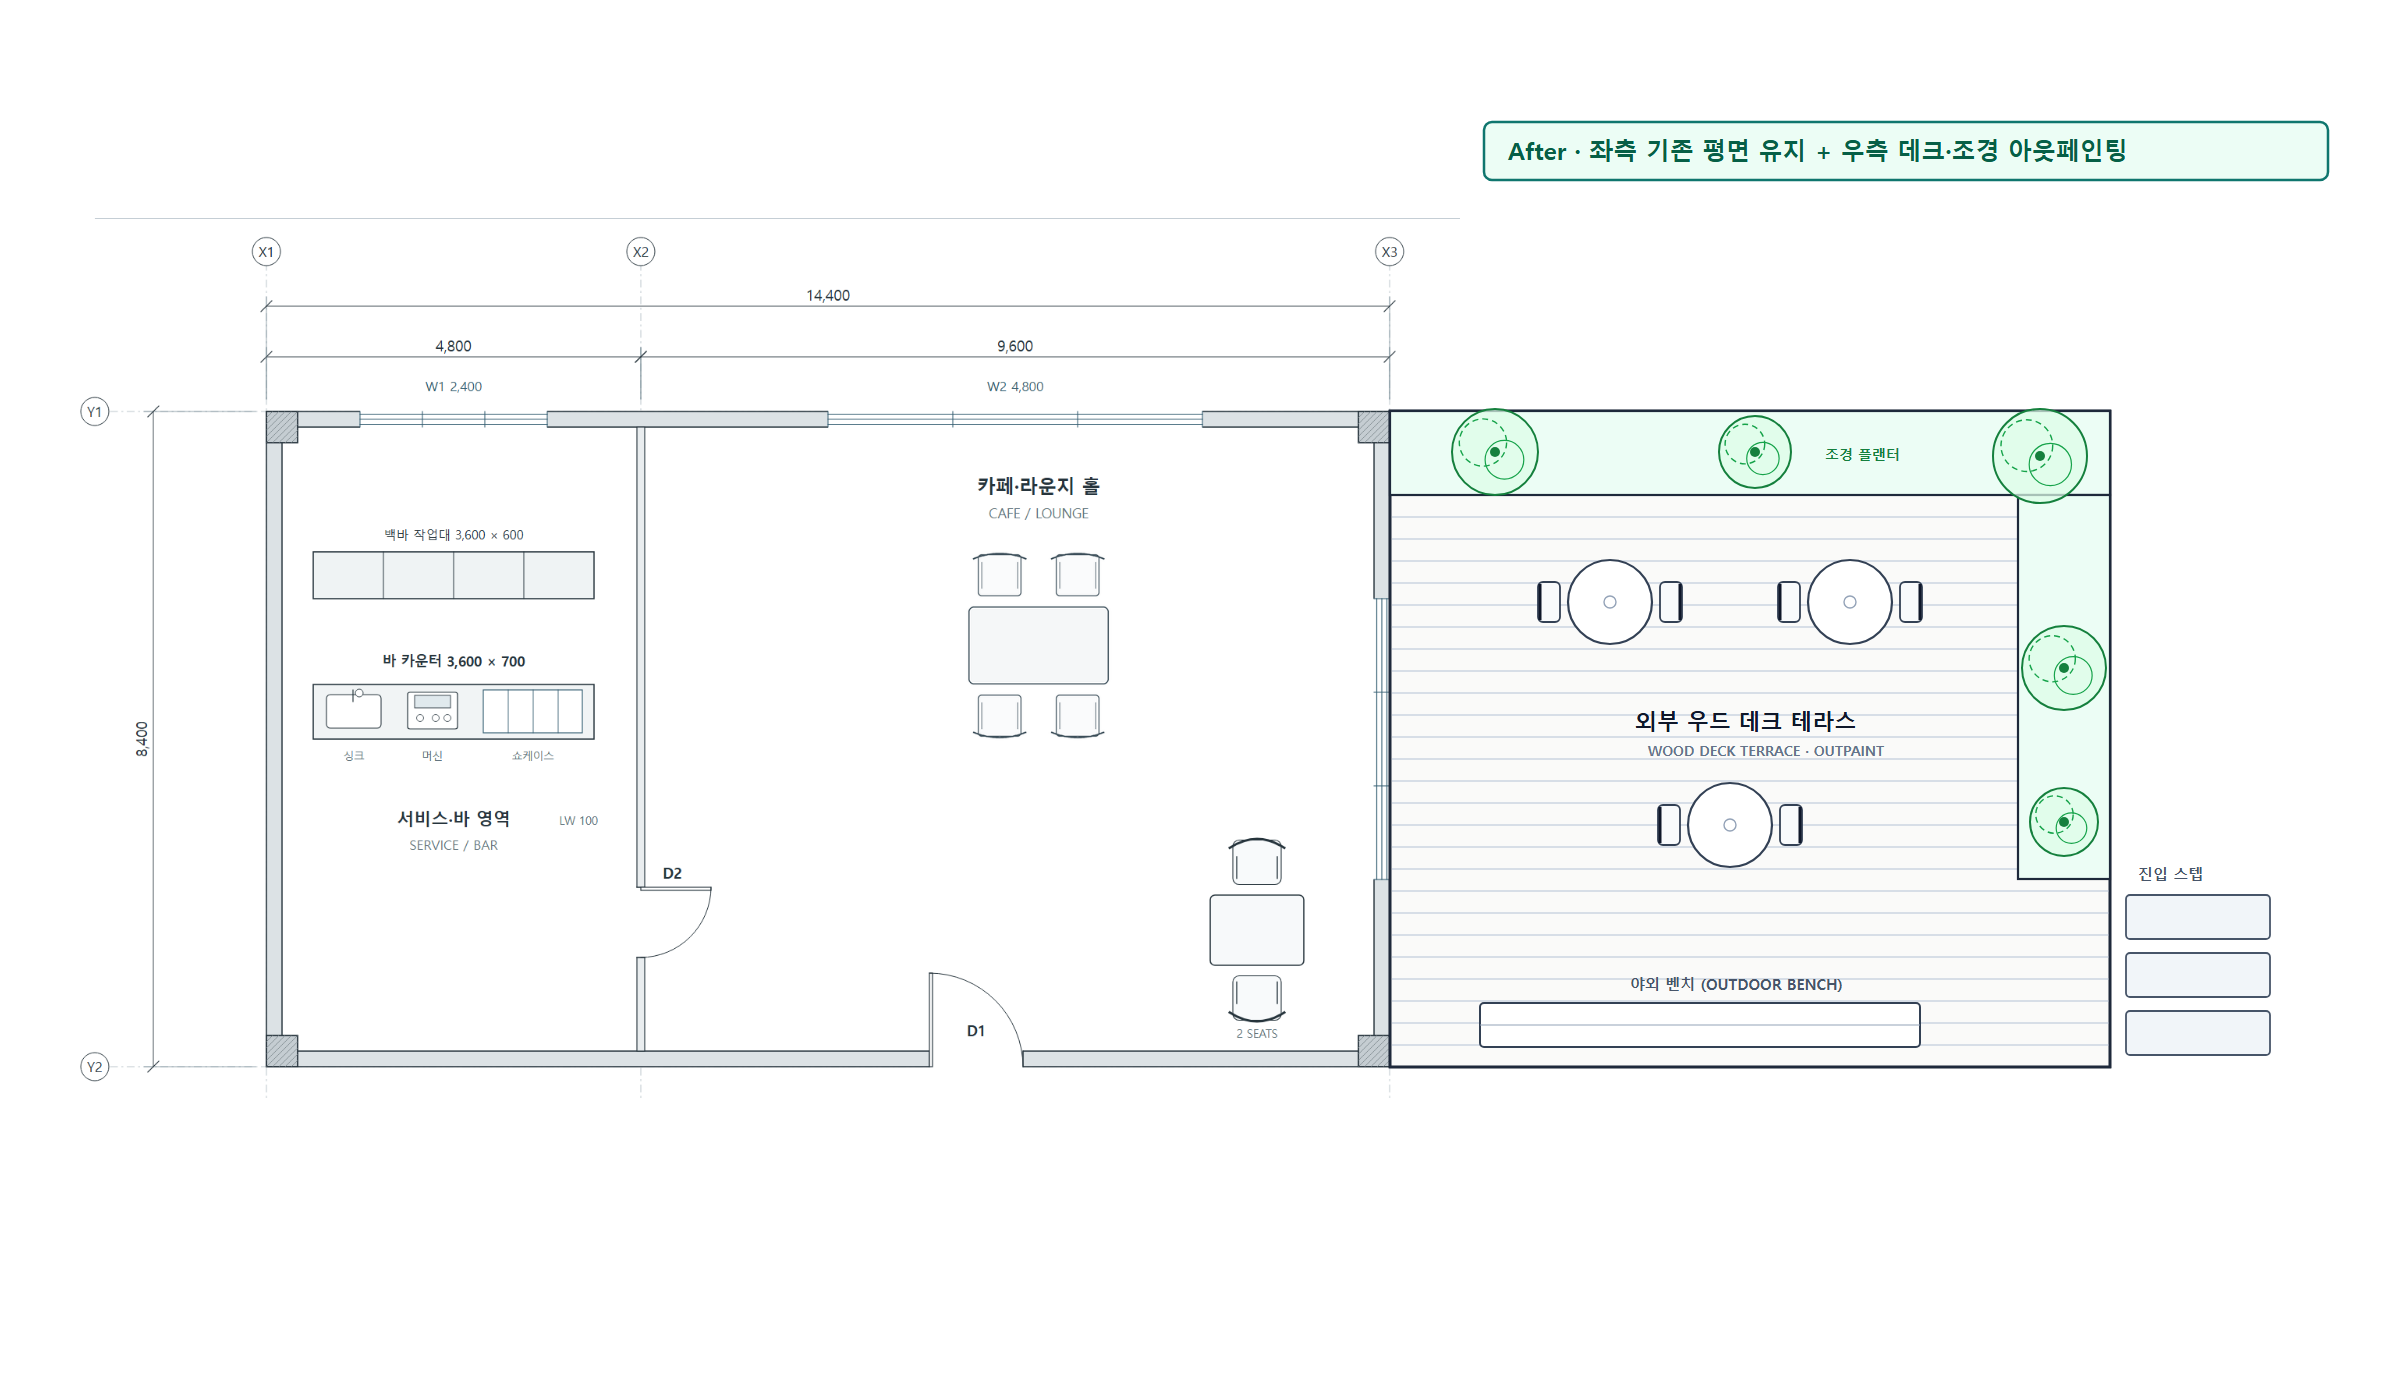 After · 좌측 기존 평면 유지 + 우측 데크·조경 아웃페인팅
X1
X2
X3
14,400
4,800
9,600
W1 2,400
W2 4,800
Y1
조경 플랜터
카페·라운지 홀
CAFE / LOUNGE
백바 작업대 3,600 × 600
바 카운터 3,600 × 700
싱크
머신
쇼케이스
8,400
외부 우드 데크 테라스
WOOD DECK TERRACE · OUTPAINT
서비스·바 영역
LW 100
SERVICE / BAR
D2
진입 스텝
야외 벤치 (OUTDOOR BENCH)
D1
2 SEATS
Y2